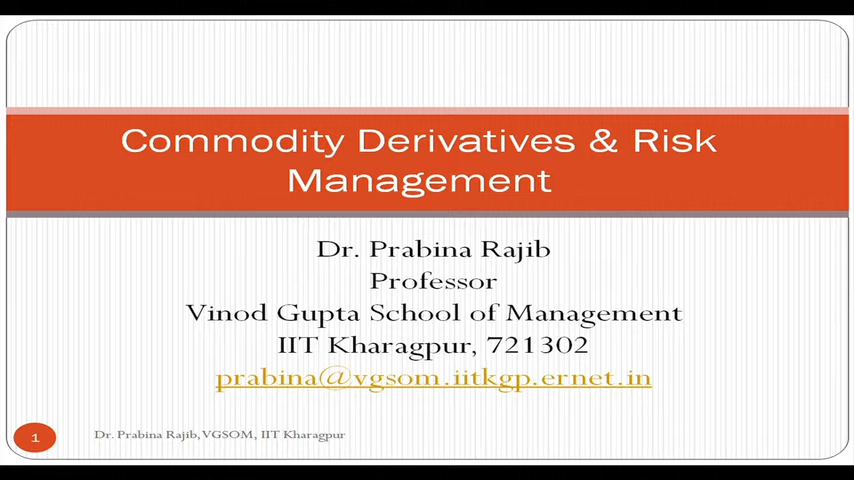 Commodity Derivatives & Risk
Management
Dr. Prabina Rajib
Professor
Vinod Gupta School of Management
IIT Kharagpur, 721302
prabina@vgsom.iitkgp.ernet.in
1
Dr. Prabina Rajib, VGSOM, IIT Kharagpur